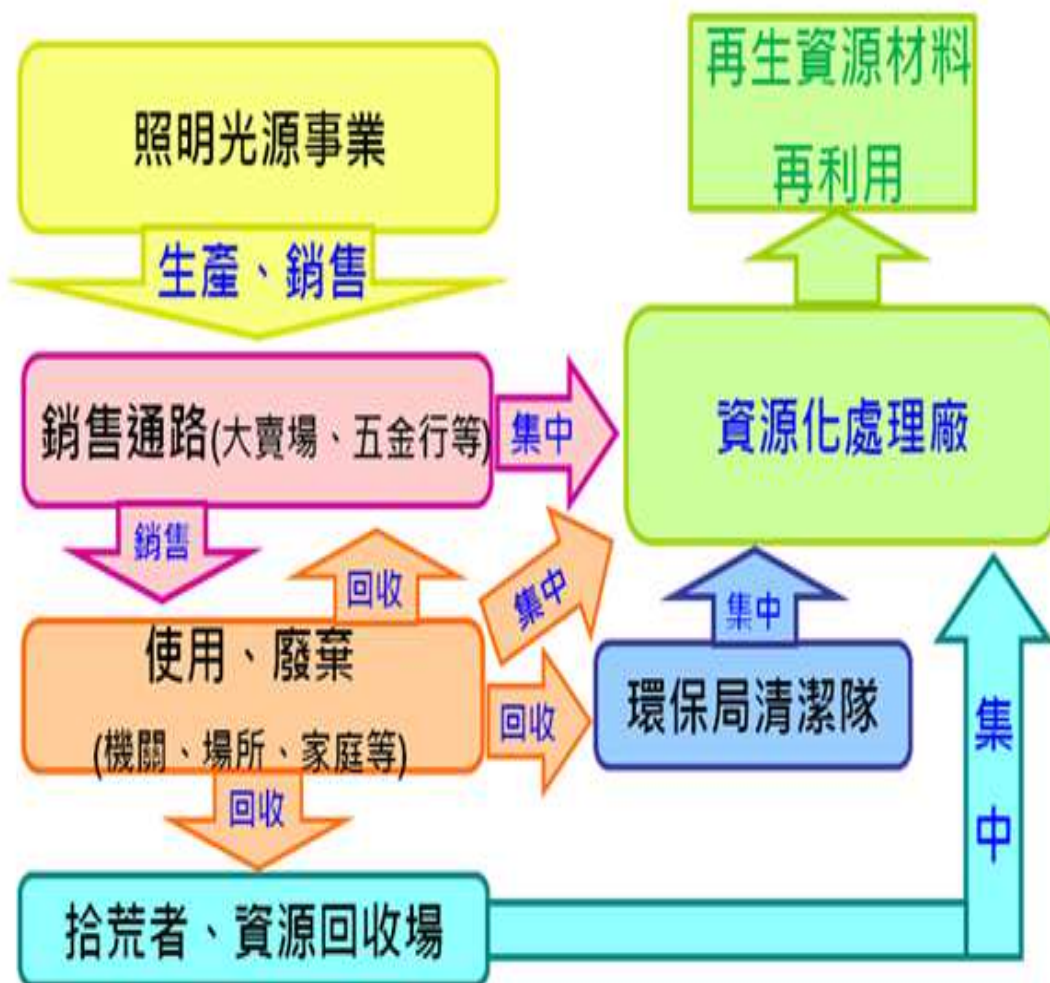 照明光源事業
生產、銷售
銷售通路(大賣場、五金行等)
集中
銷售
回收
使用、廢棄
(機關、場所、家庭等)
集中
回收
回收
拾荒者、資源回收場
再生資源材料
再利用
資源化處理廠
集中
環保局清潔隊
集
中